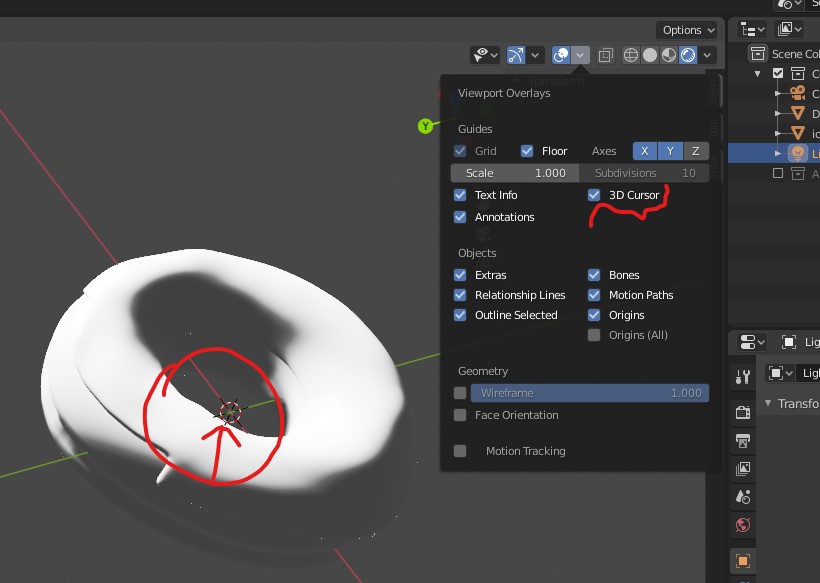 Options
Viewport Overlays
Guides
Grid Floor Axes X Y Z
Scale 1.000 Subdivisions 10
Text Info 3D Cursor
Annotations
Objects
Extras Bones
Relationship Lines Motion Paths
Outline Selected Origins
Origins (All)
Geometry
Wireframe 1.000
Face Orientation
Motion Tracking
Y
Scene Col
C
C
D
ic
Li
A
Lig
Ligh
Transfo